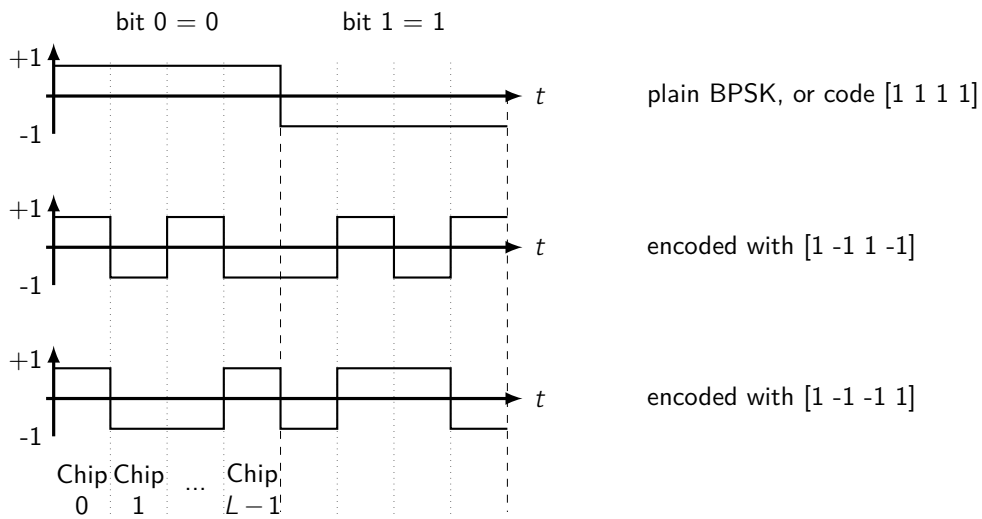 bit 0 = 0
bit 1 = 1
+1
-1
t
plain BPSK, or code [1 1 1 1]
+1
-1
t
encoded with [1 -1 1 -1]
+1
-1
t
encoded with [1 -1 -1 1]
Chip Chip ... Chip
0 1 L − 1